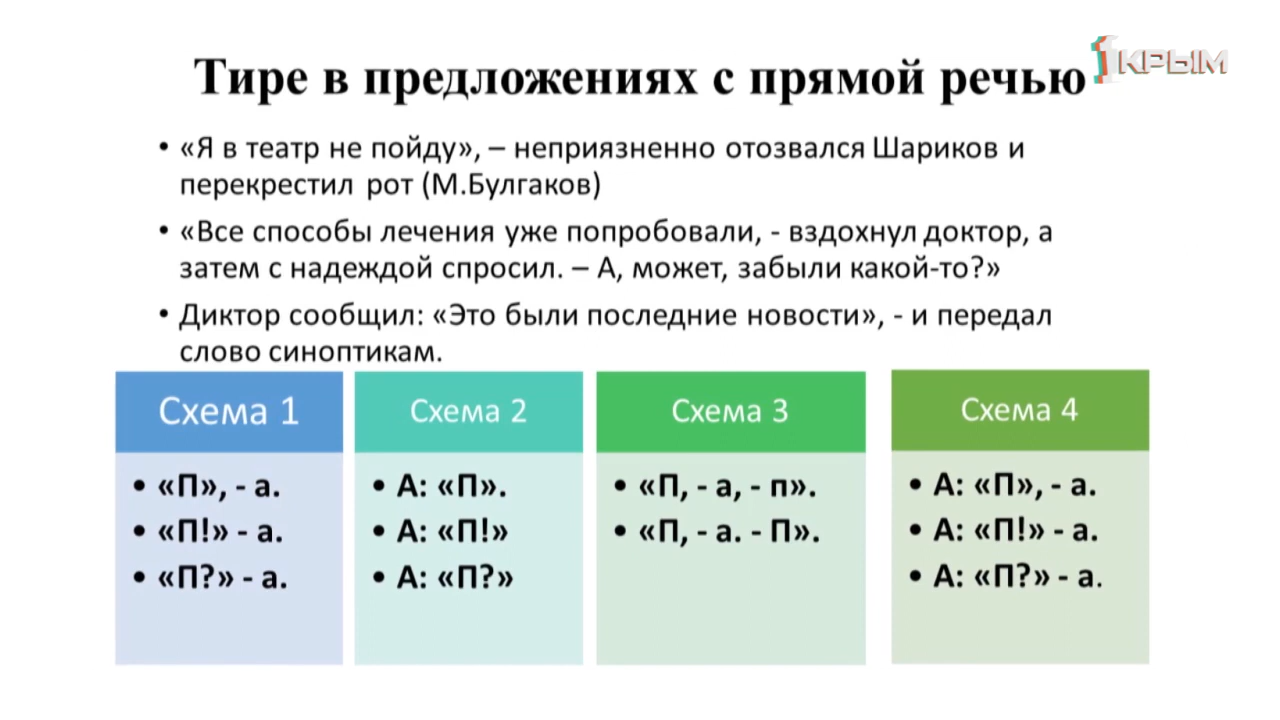 1 КРЫМ
Тире в предложениях с прямой речью
• «Я в театр не пойду», – неприязненно отозвался Шариков и
перекрестил рот (М.Булгаков)
• «Все способы лечения уже попробовали, - вздохнул доктор, а
затем с надеждой спросил. – А, может, забыли какой-то?»
• Диктор сообщил: «Это были последние новости», - и передал
слово синоптикам.
Схема 1
• «П», - а.
• «П!» - а.
• «П?» - а.
Схема 2
• А: «П».
• А: «П!»
• А: «П?»
Схема 3
• «П, - а, - п».
• «П, - а. - П».
Схема 4
• А: «П», - а.
• А: «П!» - а.
• А: «П?» - а.